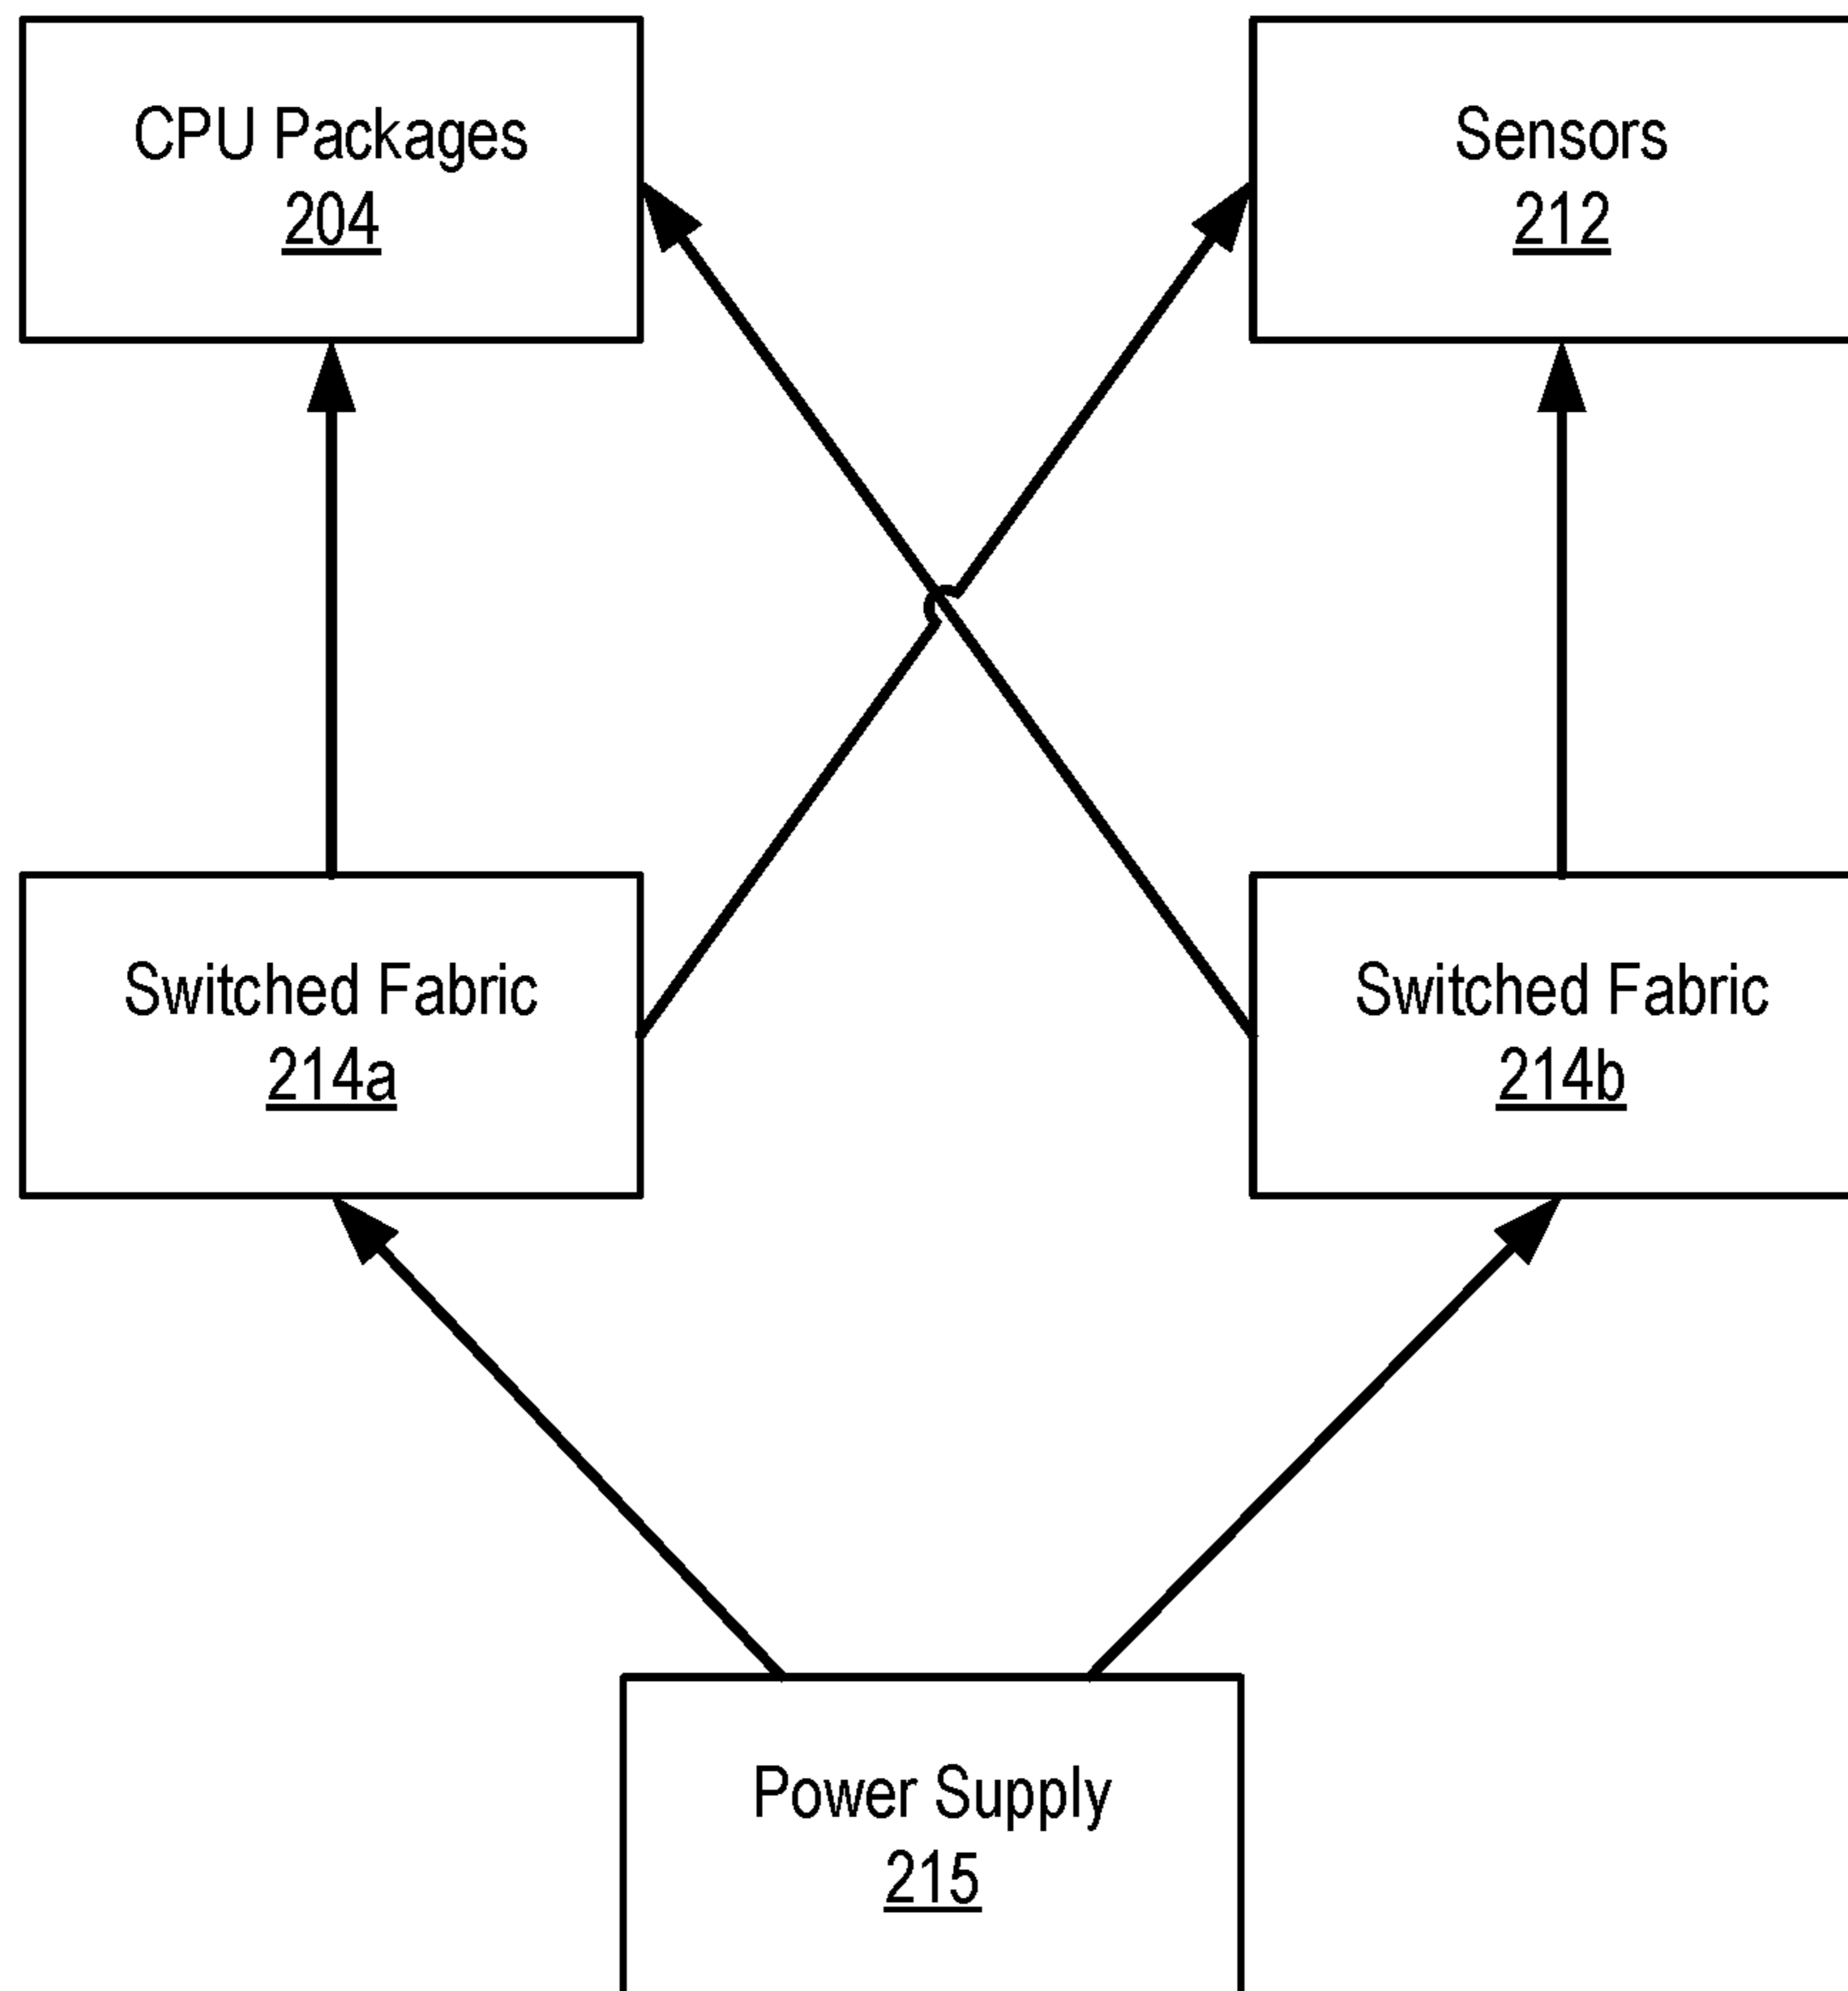 CPU Packages
204
Sensors
212
Switched Fabric
214a
Switched Fabric
214b
Power Supply
215